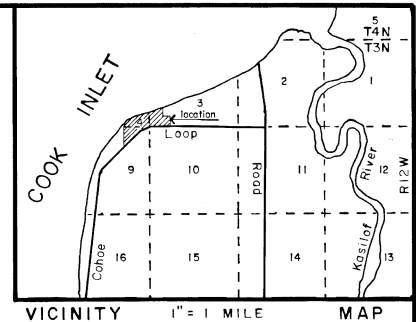 5
T4N
T3N
COOK INLET
2
1
3
4
location
Loop
9
10
Road
11
River
12
R12W
16
15
14
Kasilof
13
Cohoe
VICINITY 1" = 1 MILE MAP